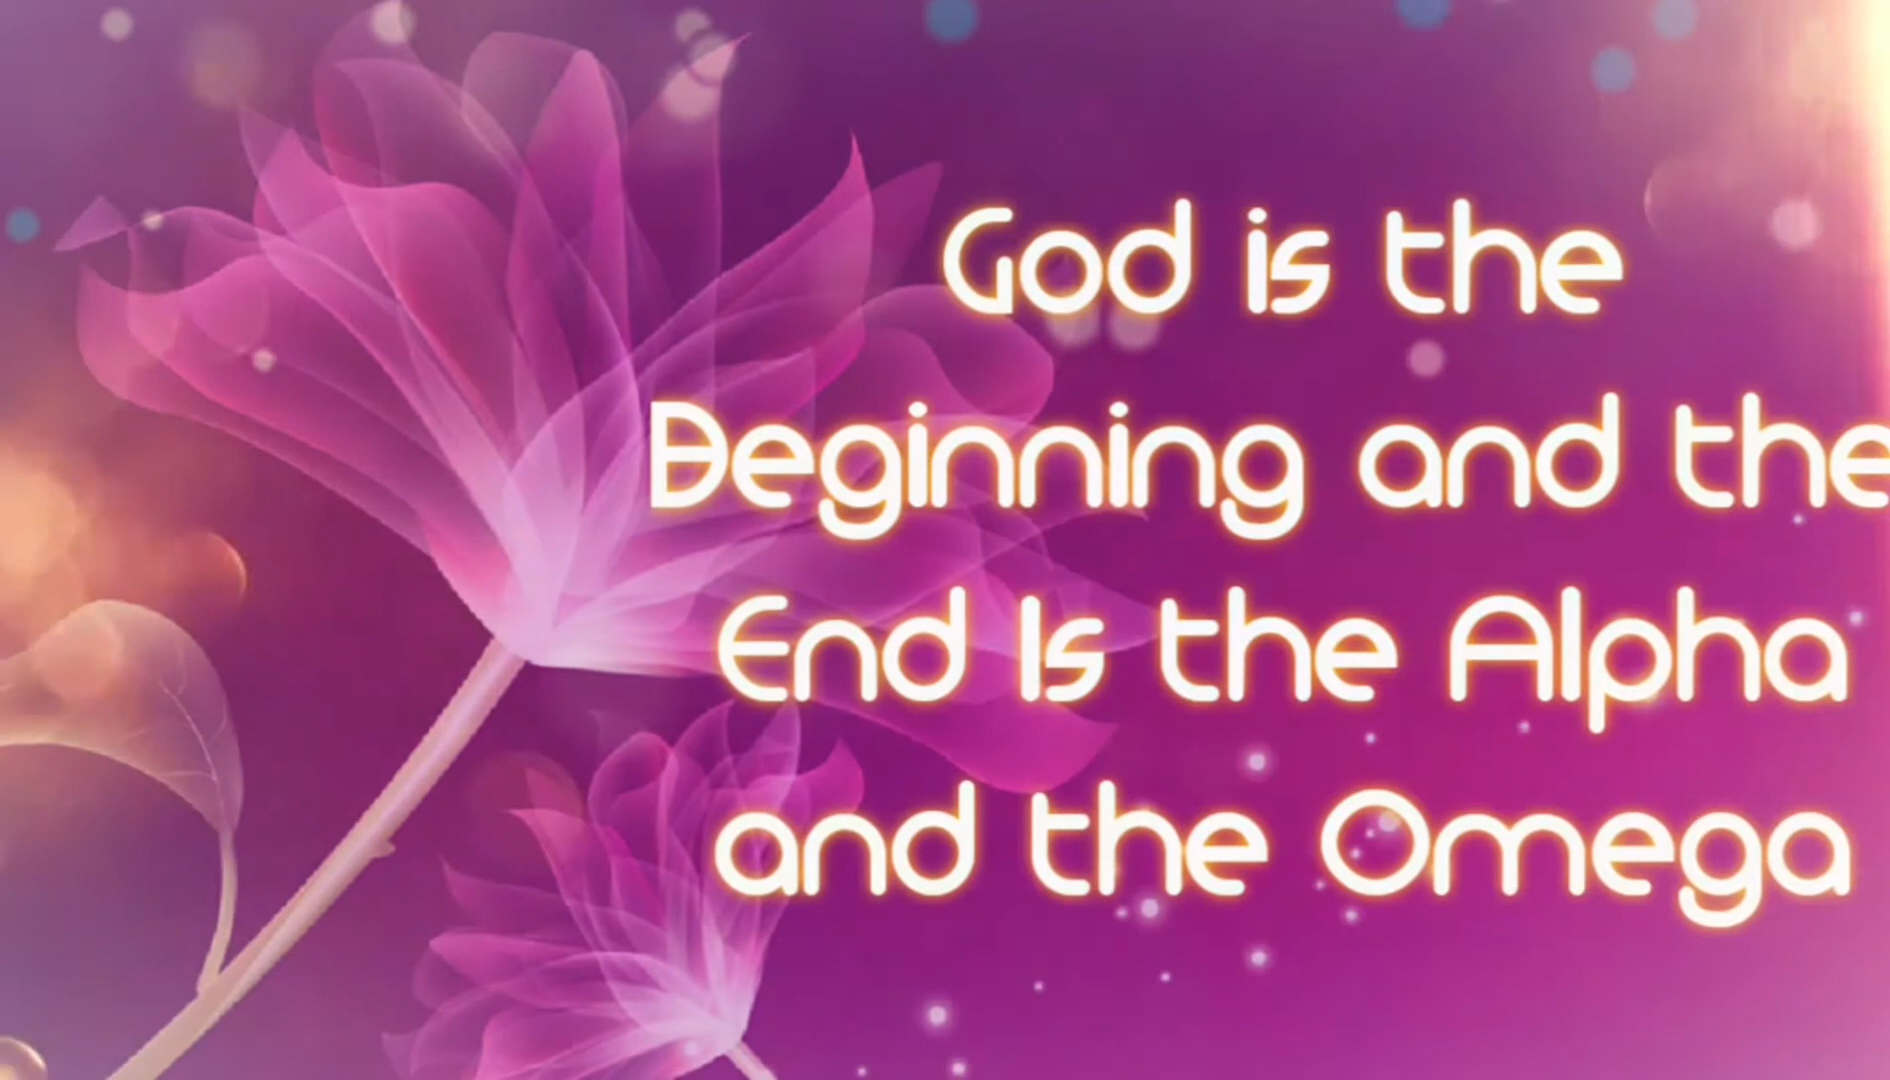 God is the
Beginning and the
End Is the Alpha
and the Omega